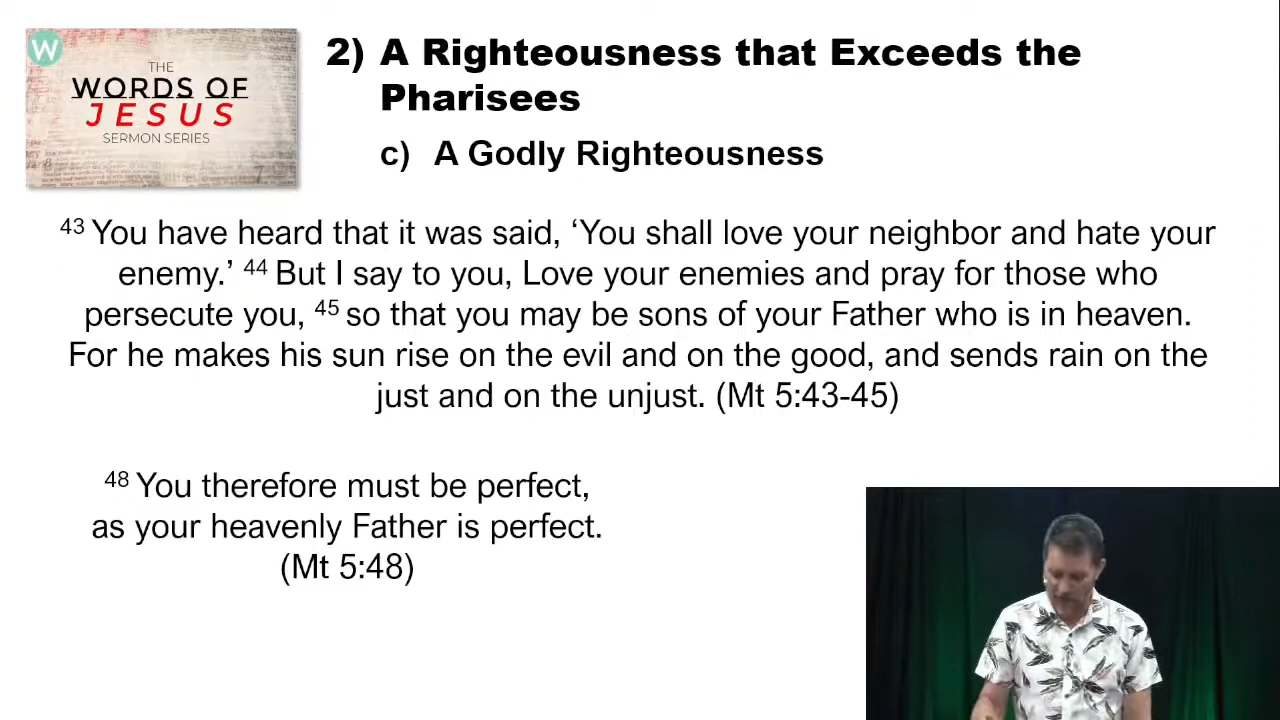 W
THE
WORDS OF
JESUS
SERMON SERIES
2) A Righteousness that Exceeds the
Pharisees
c) A Godly Righteousness
43 You have heard that it was said, ‘You shall love your neighbor and hate your
enemy.’ 44 But I say to you, Love your enemies and pray for those who
persecute you, 45 so that you may be sons of your Father who is in heaven.
For he makes his sun rise on the evil and on the good, and sends rain on the
just and on the unjust. (Mt 5:43-45)
48 You therefore must be perfect,
as your heavenly Father is perfect.
(Mt 5:48)